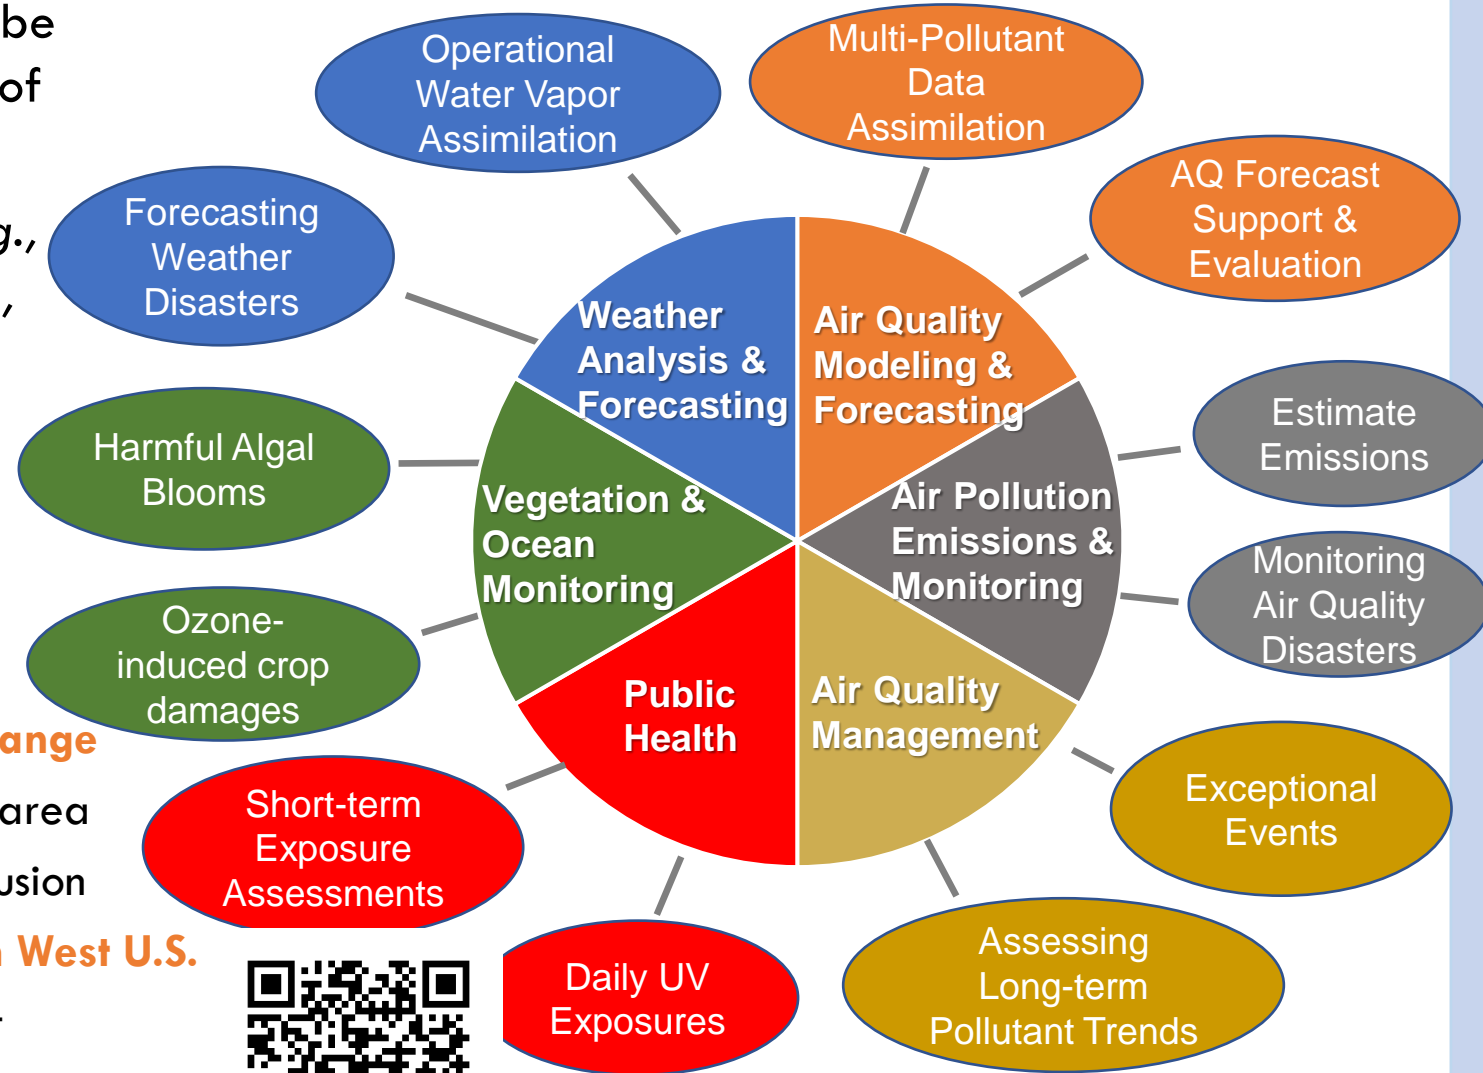 be
of
g.,
,
ange
area
usion
West U.S.
Operational
Water Vapor
Assimilation
Multi-Pollutant
Data
Assimilation
AQ Forecast
Support &
Evaluation
Forecasting
Weather
Disasters
Weather
Analysis &
Forecasting
Air Quality
Modeling &
Forecasting
Estimate
Emissions
Harmful Algal
Blooms
Vegetation &
Ocean
Monitoring
Air Pollution
Emissions &
Monitoring
Monitoring
Air Quality
Disasters
Ozone-
induced crop
damages
Public
Health
Air Quality
Management
Exceptional
Events
Short-term
Exposure
Assessments
Daily UV
Exposures
Assessing
Long-term
Pollutant Trends